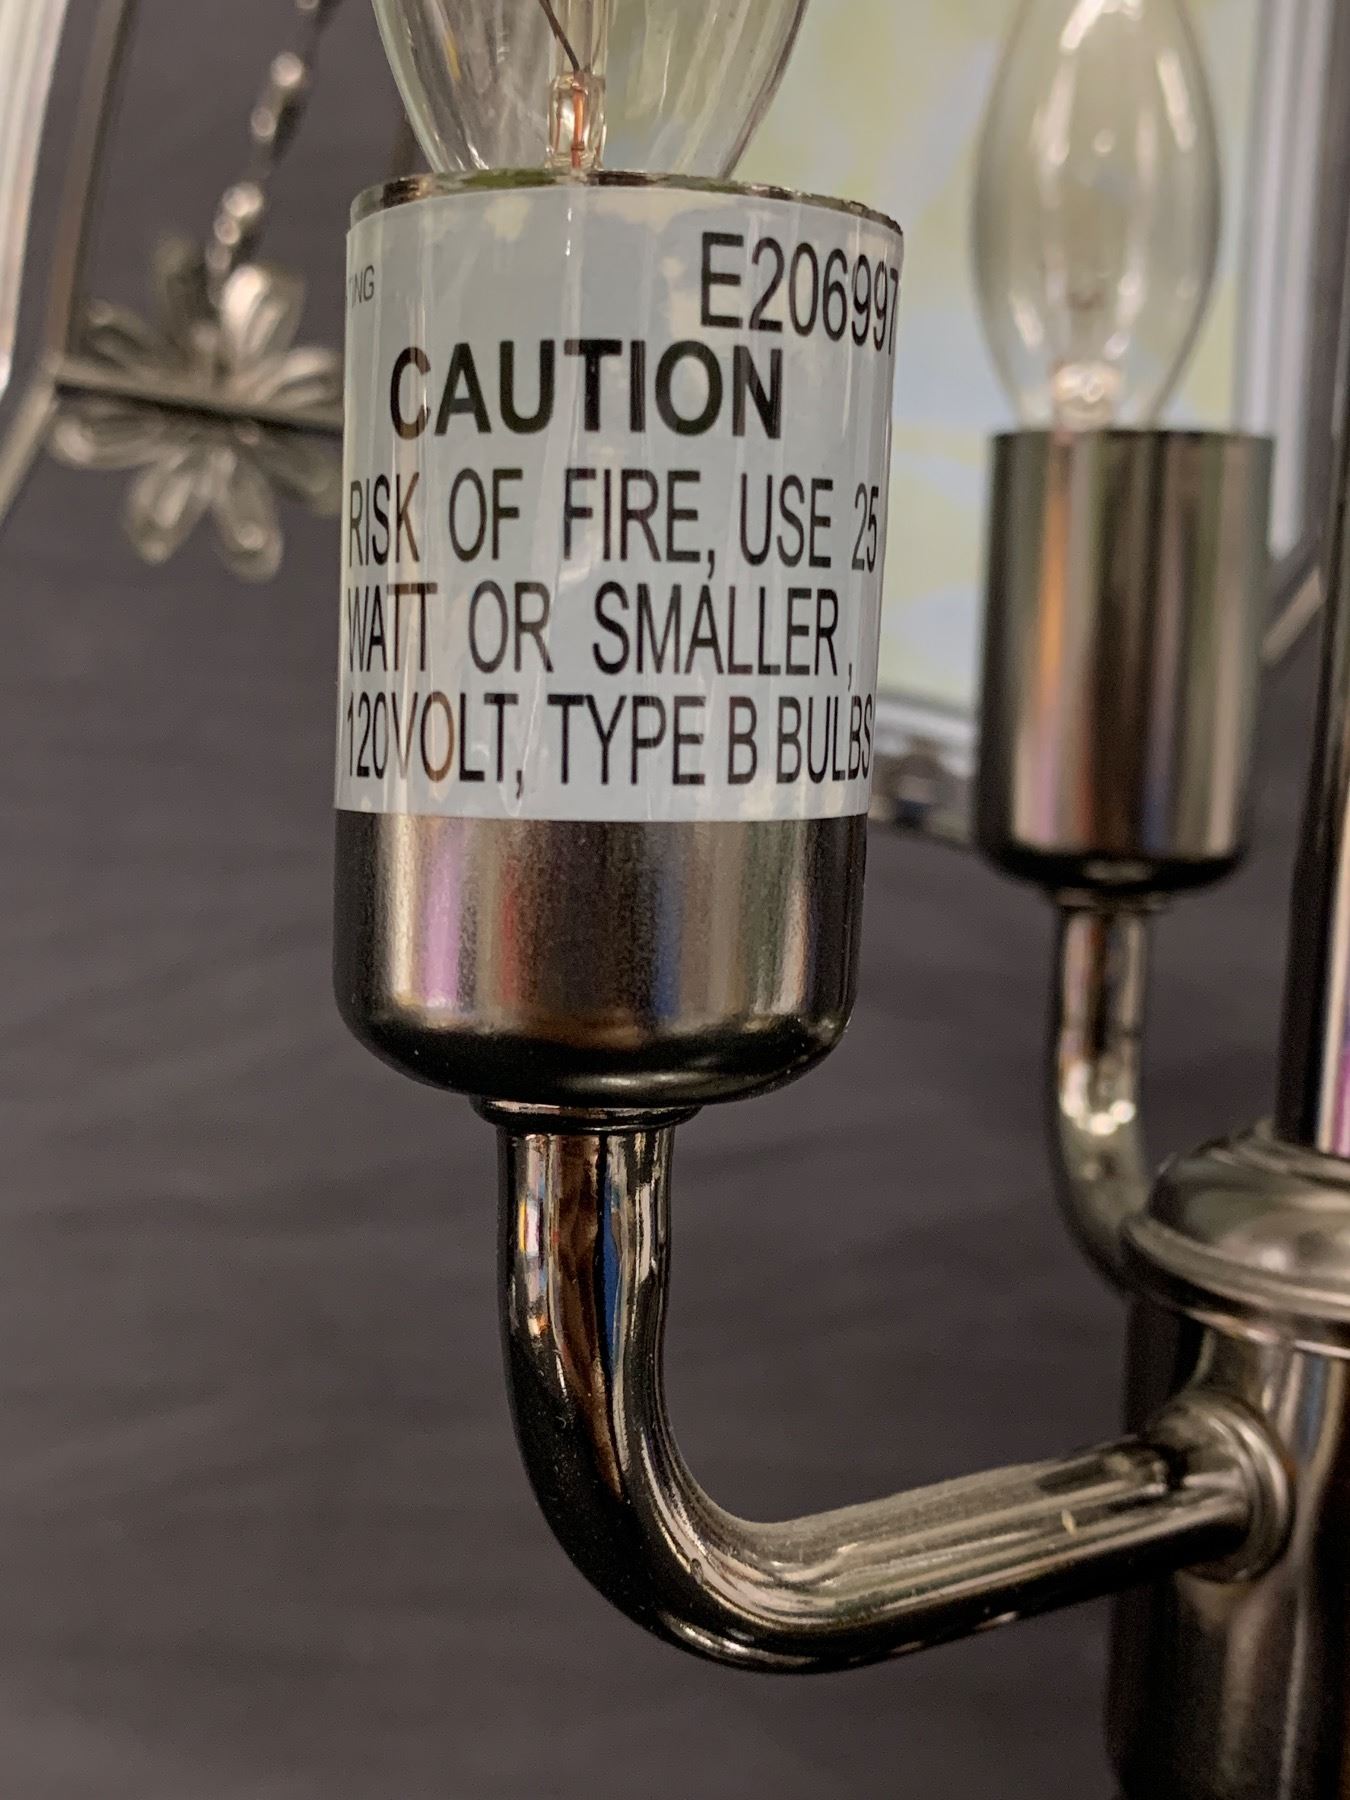 E206997
CAUTION
RISK OF FIRE, USE 25
WATT OR SMALLER,
120VOLT, TYPE B BULBS